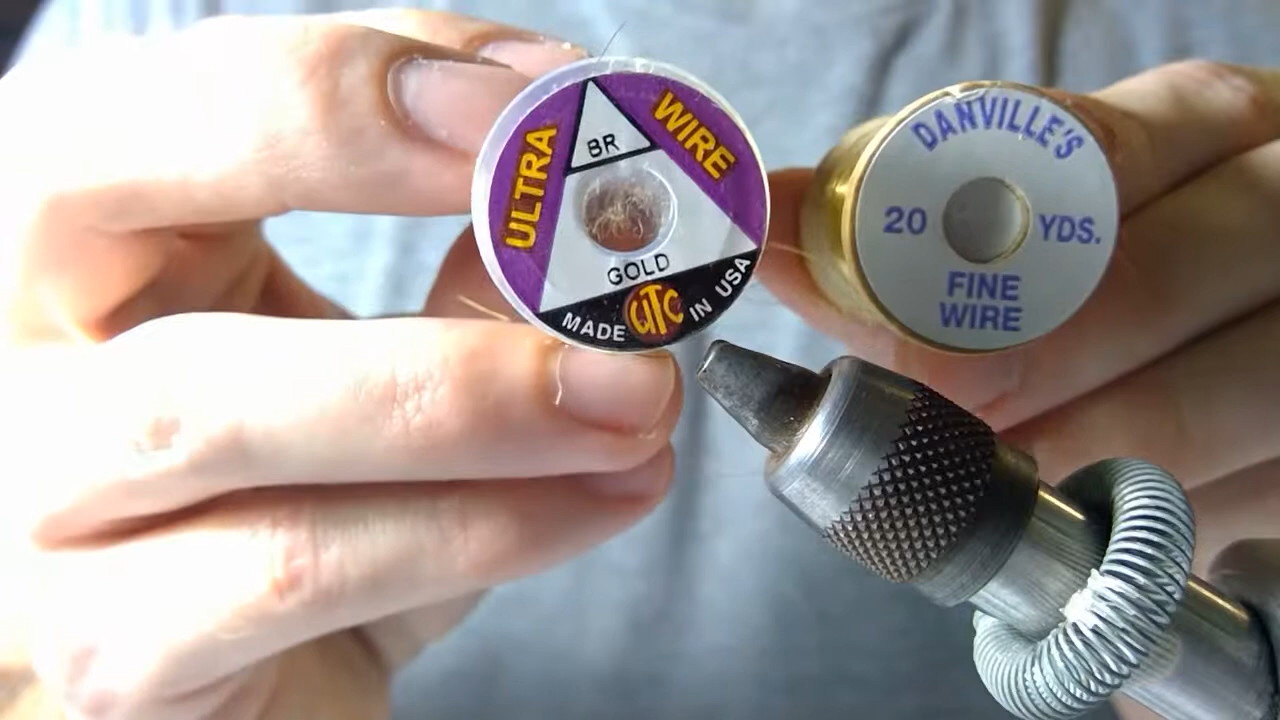 ULTRA WIRE
BR
GOLD
MADE UTC IN USA
DANVILLE'S
20 YDS.
FINE
WIRE